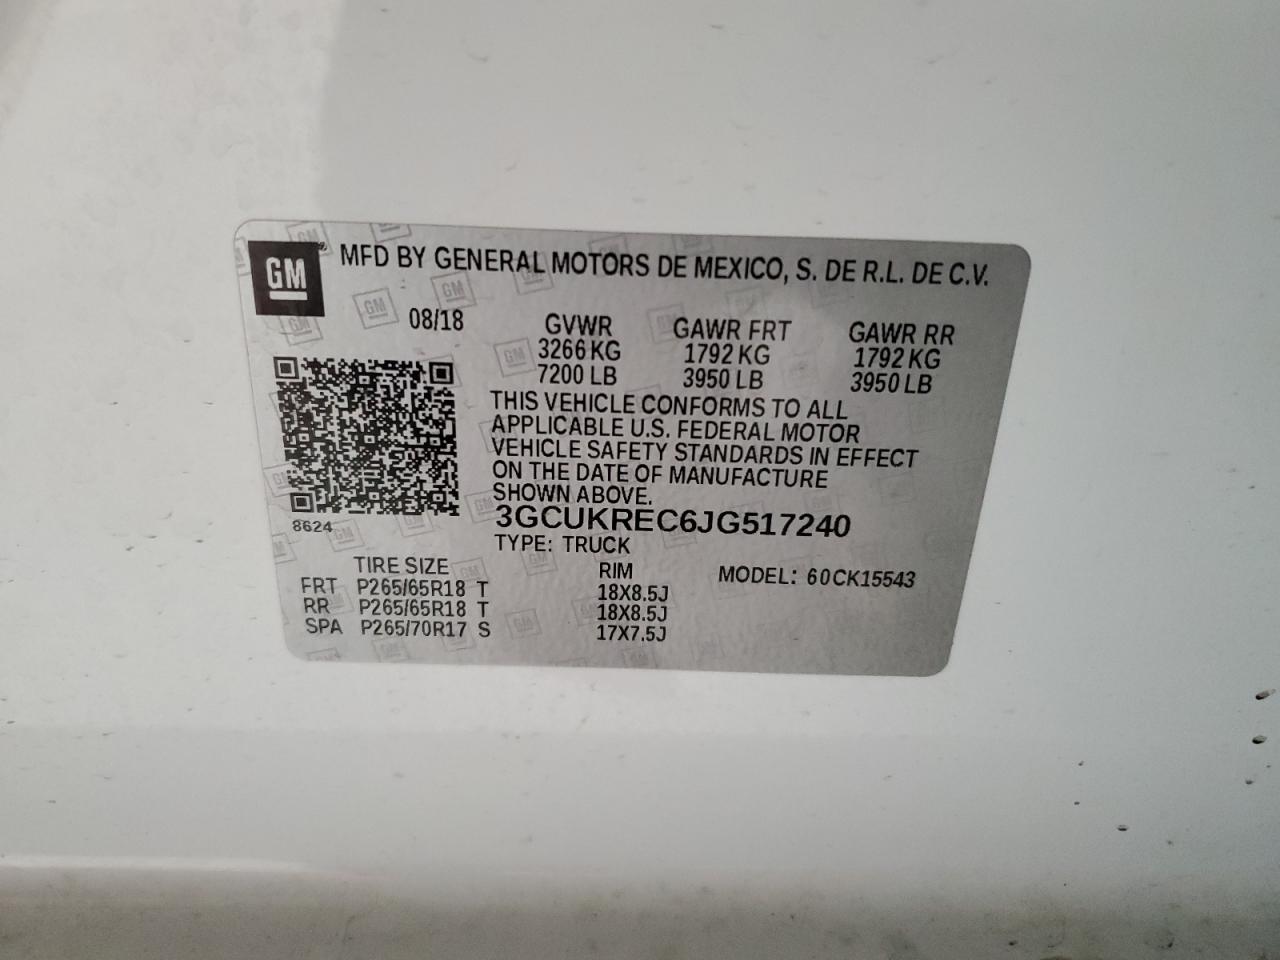 GM
MFD BY GENERAL MOTORS DE MEXICO, S. DE R.L. DE C.V.
08/18
GVWR GAWR FRT GAWR RR
3266 KG 1792 KG 1792 KG
7200 LB 3950 LB 3950 LB
THIS VEHICLE CONFORMS TO ALL
APPLICABLE U.S. FEDERAL MOTOR
VEHICLE SAFETY STANDARDS IN EFFECT
ON THE DATE OF MANUFACTURE
SHOWN ABOVE.
8624
3GCUKREC6JG517240
TYPE: TRUCK
TIRE SIZE RIM MODEL: 60CK15543
FRT P265/65R18 T 18X8.5J
RR P265/65R18 T 18X8.5J
SPA P265/70R17 S 17X7.5J